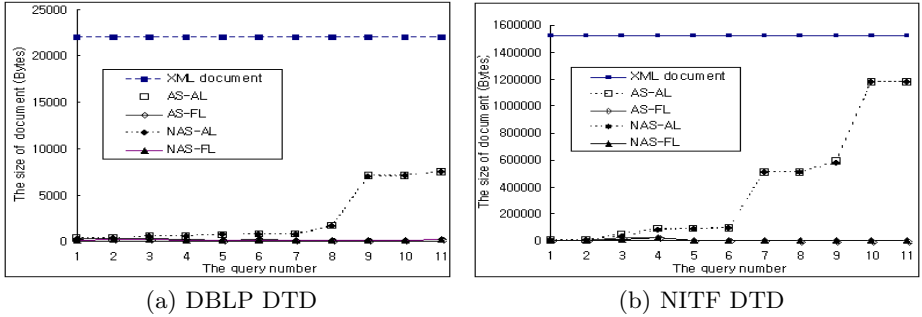 The size of document (Bytes)
25000
20000
15000
10000
5000
0
XML document
AS-AL
AS-FL
NAS-AL
NAS-FL
1 2 3 4 5 6 7 8 9 10 11
The query number
(a) DBLP DTD
The size of document (Bytes)
1600000
1400000
1200000
1000000
800000
600000
400000
200000
0
XML document
AS-AL
AS-FL
NAS-AL
NAS-FL
1 2 3 4 5 6 7 8 9 10 11
The query number
(b) NITF DTD